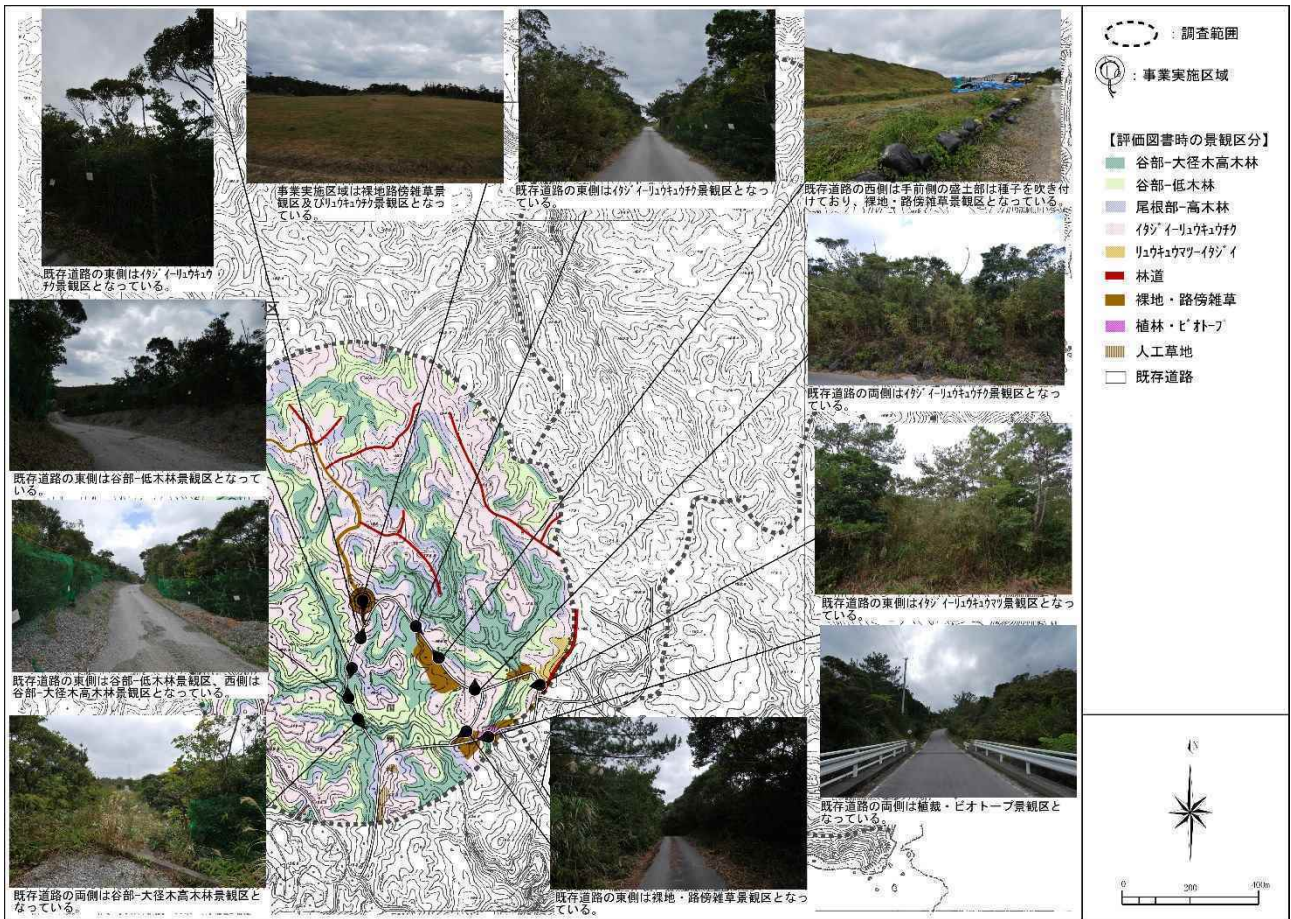 既存道路の東側はイタジイーリュウキュウ
チク景観区となっている。
事業実施区域は裸地路傍雑草景
観区及びリュウキュウチク景観区となっ
ている。
既存道路の東側はイタジイーリュウキュウチク景観区となっ
ている。
既存道路の西側は手前側の盛土部は種子を吹き付
けており、裸地・路傍雑草景観区となっている。
区
既存道路の東側は谷部-低木林景観区となって
いる。
既存道路の東側は谷部-低木林景観区、西側は
谷部-大径木高木林景観区となっている。
既存道路の両側は谷部-大径木高木林景観区と
なっている。
既存道路の両側はイタジイーリュウキュウチク景観区となっ
ている。
既存道路の東側はイタジイーリュウキュウマツ景観区となっ
ている。
既存道路の両側は植裁・ビオトープ景観区と
なっている。
既存道路の東側は裸地・路傍雑草景観区となっ
ている。
：調査範囲
：事業実施区域
【評価図書時の景観区分】
谷部-大径木高木林
谷部-低木林
尾根部-高木林
イタジイーリュウキュウチク
リュウキュウマツーイタジイ
林道
裸地・路傍雑草
植林・ビオトープ
人工草地
既存道路
N
0 200 400m